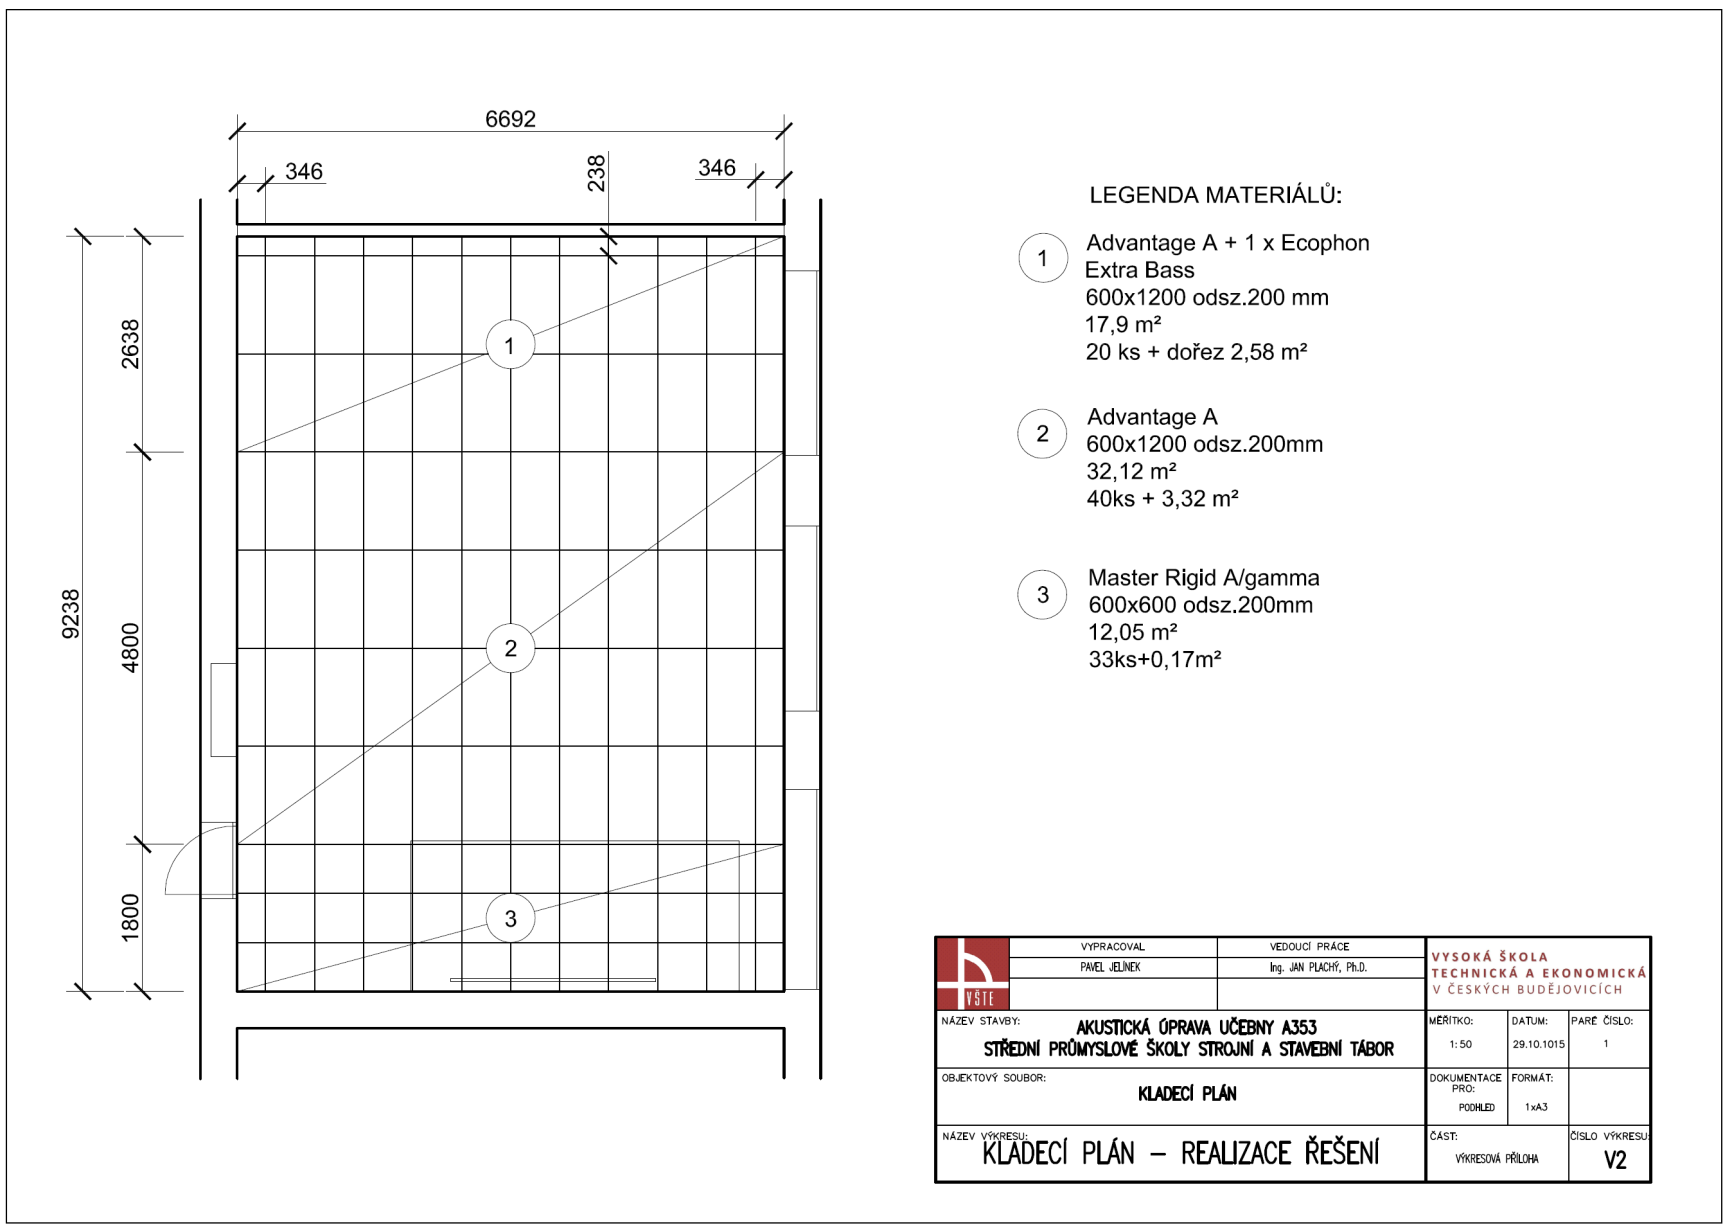 6692
346
238
346
2638
9238
4800
1800
1
2
3
LEGENDA MATERIÁLŮ:
1
Advantage A + 1 x Ecophon
Extra Bass
600x1200 odsz.200 mm
17,9 m²
20 ks + dořez 2,58 m²
2
Advantage A
600x1200 odsz.200mm
32,12 m²
40ks + 3,32 m²
3
Master Rigid A/gamma
600x600 odsz.200mm
12,05 m²
33ks+0,17m²
VŠTE
VYPRACOVAL
PAVEL JELÍNEK
VEDOUCÍ PRÁCE
Ing. JAN PLACHÝ, Ph.D.
VYSOKÁ ŠKOLA
TECHNICKÁ A EKONOMICKÁ
V ČESKÝCH BUDĚJOVICÍCH
NÁZEV STAVBY:
AKUSTICKÁ ÚPRAVA UČEBNY A353
STŘEDNÍ PRŮMYSLOVÉ ŠKOLY STROJNÍ A STAVEBNÍ TÁBOR
MĚŘÍTKO:
1:50
DATUM:
29.10.1015
PARÉ ČÍSLO:
1
OBJEKTOVÝ SOUBOR:
KLADECÍ PLÁN
DOKUMENTACE
PRO:
PODHLED
FORMÁT:
1xA3
NÁZEV VÝKRESU:
KLADECÍ PLÁN – REALIZACE ŘEŠENÍ
ČÁST:
VÝKRESOVÁ PŘÍLOHA
ČÍSLO VÝKRESU:
V2